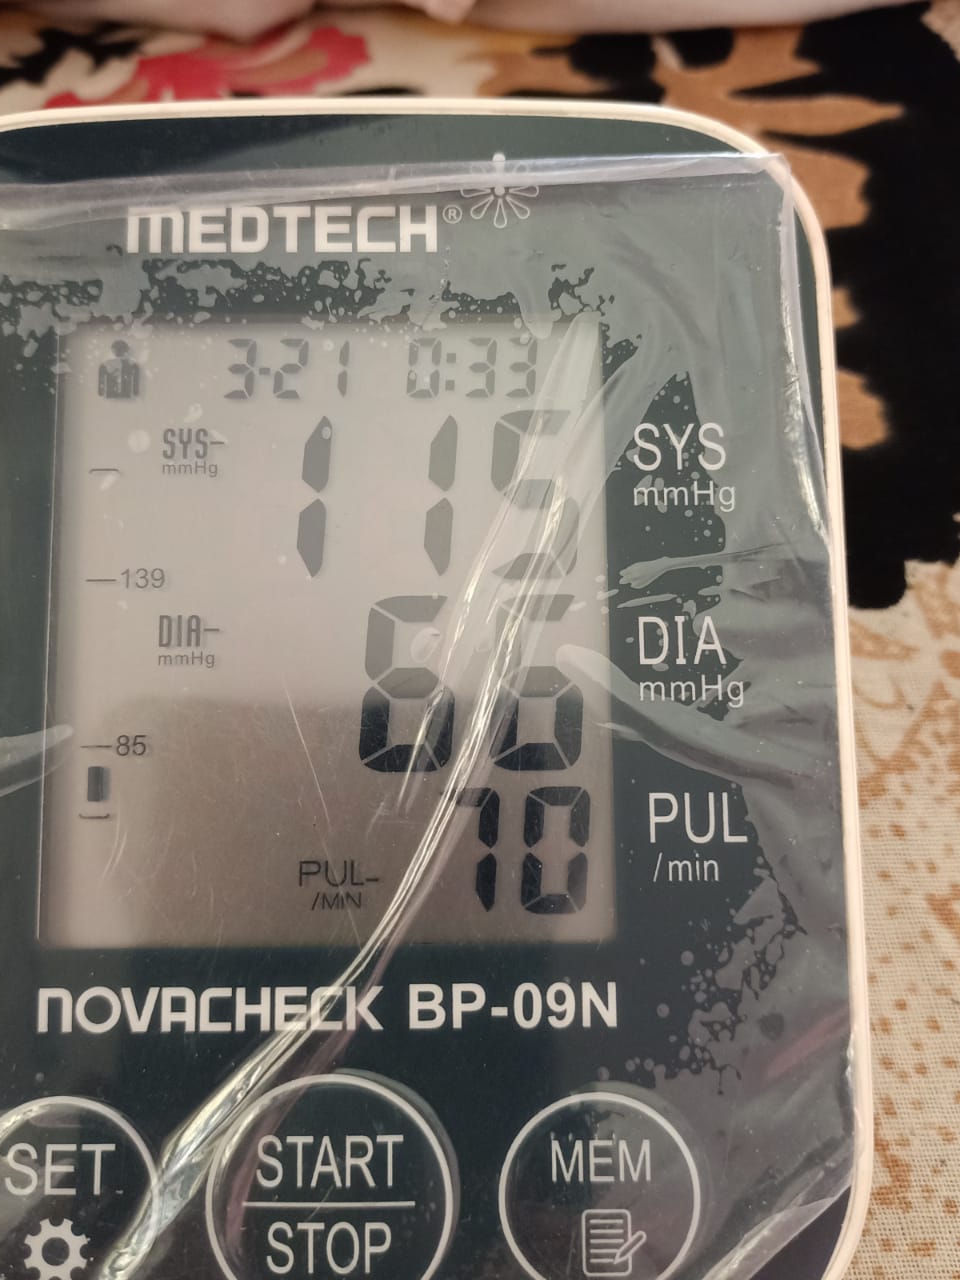 MEDTECH®
3-21 0:33
SYS-
mmHg
115
SYS
mmHg
139
DIA-
mmHg
66
DIA
mmHg
85
PUL-
/MIN
70
PUL
/min
NOVACHECK BP-09N
SET
START
STOP
MEM